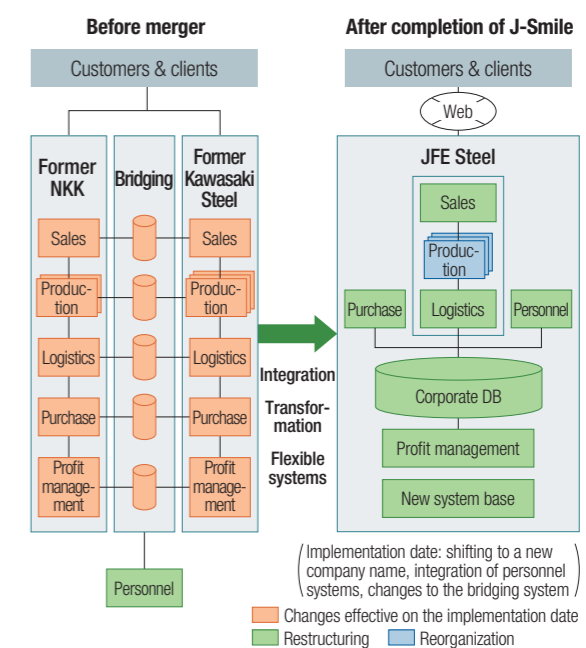 Before merger
Customers & clients
Former
NKK
Bridging
Former
Kawasaki
Steel
Sales
Sales
Produc-
tion
Produc-
tion
Logistics
Logistics
Purchase
Purchase
Profit
manage-
ment
Profit
manage-
ment
Personnel
Integration
Transfor-
mation
Flexible
systems
After completion of J-Smile
Customers & clients
Web
JFE Steel
Sales
Produc-
tion
Purchase
Logistics
Personnel
Corporate DB
Profit management
New system base
(Implementation date: shifting to a new
company name, integration of personnel
systems, changes to the bridging system)
Changes effective on the implementation date
Restructuring
Reorganization